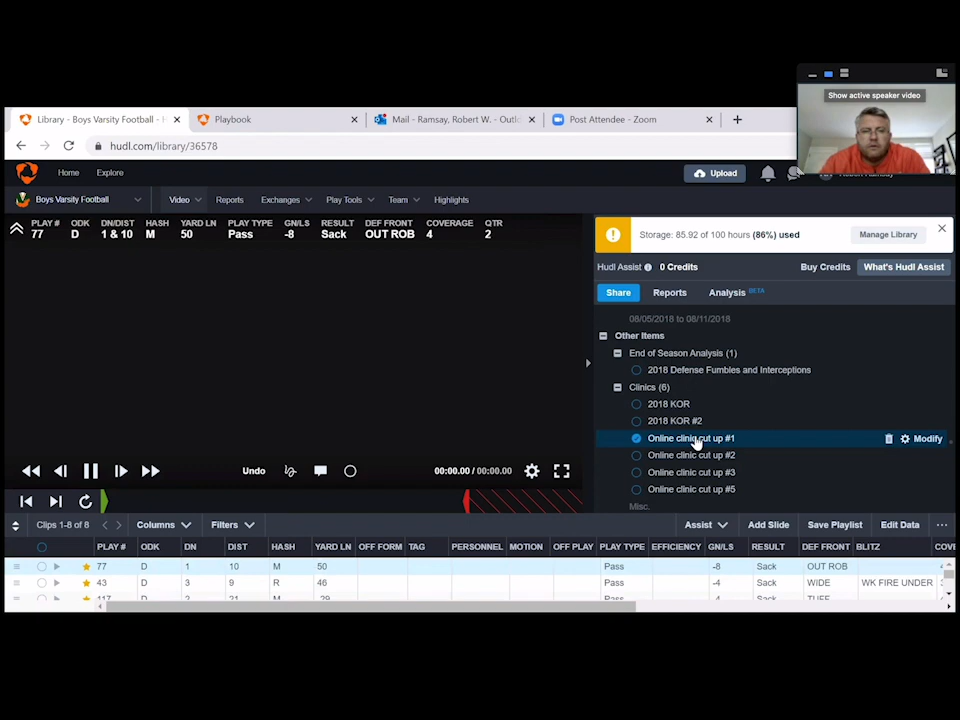 Show active speaker video
Library - Boys Varsity Football - H
Playbook
Mail - Ramsay, Robert W. - Outlo
Post Attendee - Zoom
hudl.com/library/36578
Home Explore Upload
Boys Varsity Football Video Reports Exchanges Play Tools Team Highlights
PLAY # ODK DN/DIST HASH YARD LN PLAY TYPE GN/LS RESULT DEF FRONT COVERAGE QTR
77 D 1 & 10 M 50 Pass -8 Sack OUT ROB 4 2
Storage: 85.92 of 100 hours (86%) used Manage Library
Hudl Assist 0 Credits Buy Credits What's Hudl Assist
Share Reports Analysis BETA
08/05/2018 to 08/11/2018
Other Items
End of Season Analysis (1)
2018 Defense Fumbles and Interceptions
Clinics (6)
2018 KOR
2018 KOR #2
Online clinic cut up #1 Modify
Online clinic cut up #2
Online clinic cut up #3
Online clinic cut up #5
Misc.
Undo 00:00.00 / 00:00.00
Clips 1-8 of 8 Columns Filters Assist Add Slide Save Playlist Edit Data
PLAY # ODK DN DIST HASH YARD LN OFF FORM TAG PERSONNEL MOTION OFF PLAY PLAY TYPE EFFICIENCY GN/LS RESULT DEF FRONT BLITZ COVE
77 D 1 10 M 50 Pass -8 Sack OUT ROB
43 D 3 9 R 46 Pass -4 Sack WIDE WK FIRE UNDER
117 D 2 21 M -29 Pass -4 Sack TUFF